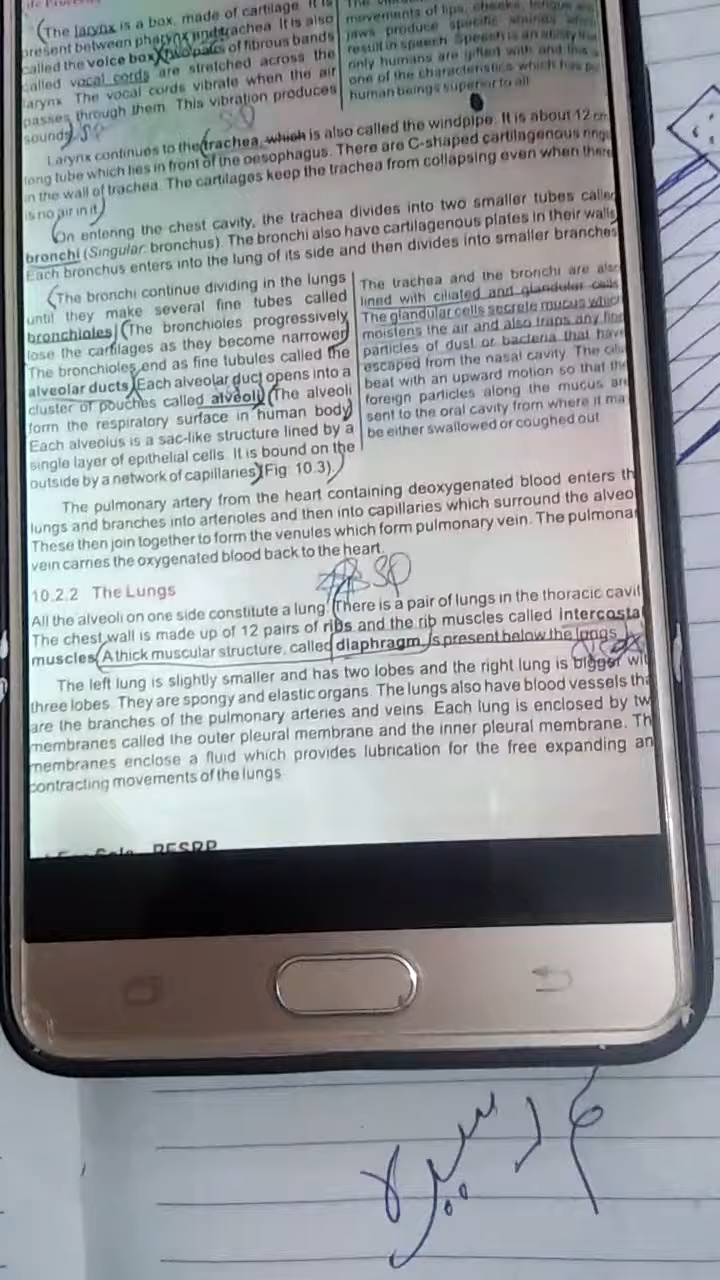 (The larynx is a box, made of cartilage. It is
present between pharynx and trachea. It is also
called the voice box) two pairs of fibrous bands
called vocal cords are stretched across the
larynx. The vocal cords vibrate when the air
passes through them. This vibration produces
sounds)
movements of lips, cheeks, tongue
jaws produce specific sounds
result in speech. Speech is an ability
only humans are gifted with and this
one of the characteristics which has
human beings superior to all
SQ
SQ
Larynx continues to the (trachea, which is also called the windpipe. It is about 12 cm
long tube which lies in front of the oesophagus. There are C-shaped cartilagenous rings
in the wall of trachea. The cartilages keep the trachea from collapsing even when there
is no air in it)
(On entering the chest cavity, the trachea divides into two smaller tubes called
bronchi (Singular: bronchus). The bronchi also have cartilagenous plates in their walls
Each bronchus enters into the lung of its side and then divides into smaller branches
(The bronchi continue dividing in the lungs
until they make several fine tubes called
bronchioles) (The bronchioles progressively
lose the cartilages as they become narrower)
The bronchioles end as fine tubules called the
alveolar ducts) (Each alveolar duct opens into a
cluster of pouches called alveoli) (The alveoli
form the respiratory surface in human body)
Each alveolus is a sac-like structure lined by a
single layer of epithelial cells. It is bound on the
outside by a network of capillaries) (Fig: 10.3).)
The trachea and the bronchi are also
lined with ciliated and glandular cells
The glandular cells secrete mucus which
moistens the air and also traps any fine
particles of dust or bacteria that have
escaped from the nasal cavity. The cil
beat with an upward motion so that the
foreign particles along the mucus are
sent to the oral cavity from where it ma
be either swallowed or coughed out
The pulmonary artery from the heart containing deoxygenated blood enters th
lungs and branches into arterioles and then into capillaries which surround the alveo
These then join together to form the venules which form pulmonary vein. The pulmona
vein carries the oxygenated blood back to the heart.
SQ
10.2.2 The Lungs
All the alveoli on one side constitute a lung. (There is a pair of lungs in the thoracic cavit
The chest wall is made up of 12 pairs of ribs and the rib muscles called intercosta
muscles (A thick muscular structure, called diaphragm, is present below the lungs
The left lung is slightly smaller and has two lobes and the right lung is bigger wit
three lobes. They are spongy and elastic organs. The lungs also have blood vessels tha
are the branches of the pulmonary arteries and veins. Each lung is enclosed by tw
membranes called the outer pleural membrane and the inner pleural membrane. Th
membranes enclose a fluid which provides lubrication for the free expanding an
contracting movements of the lungs